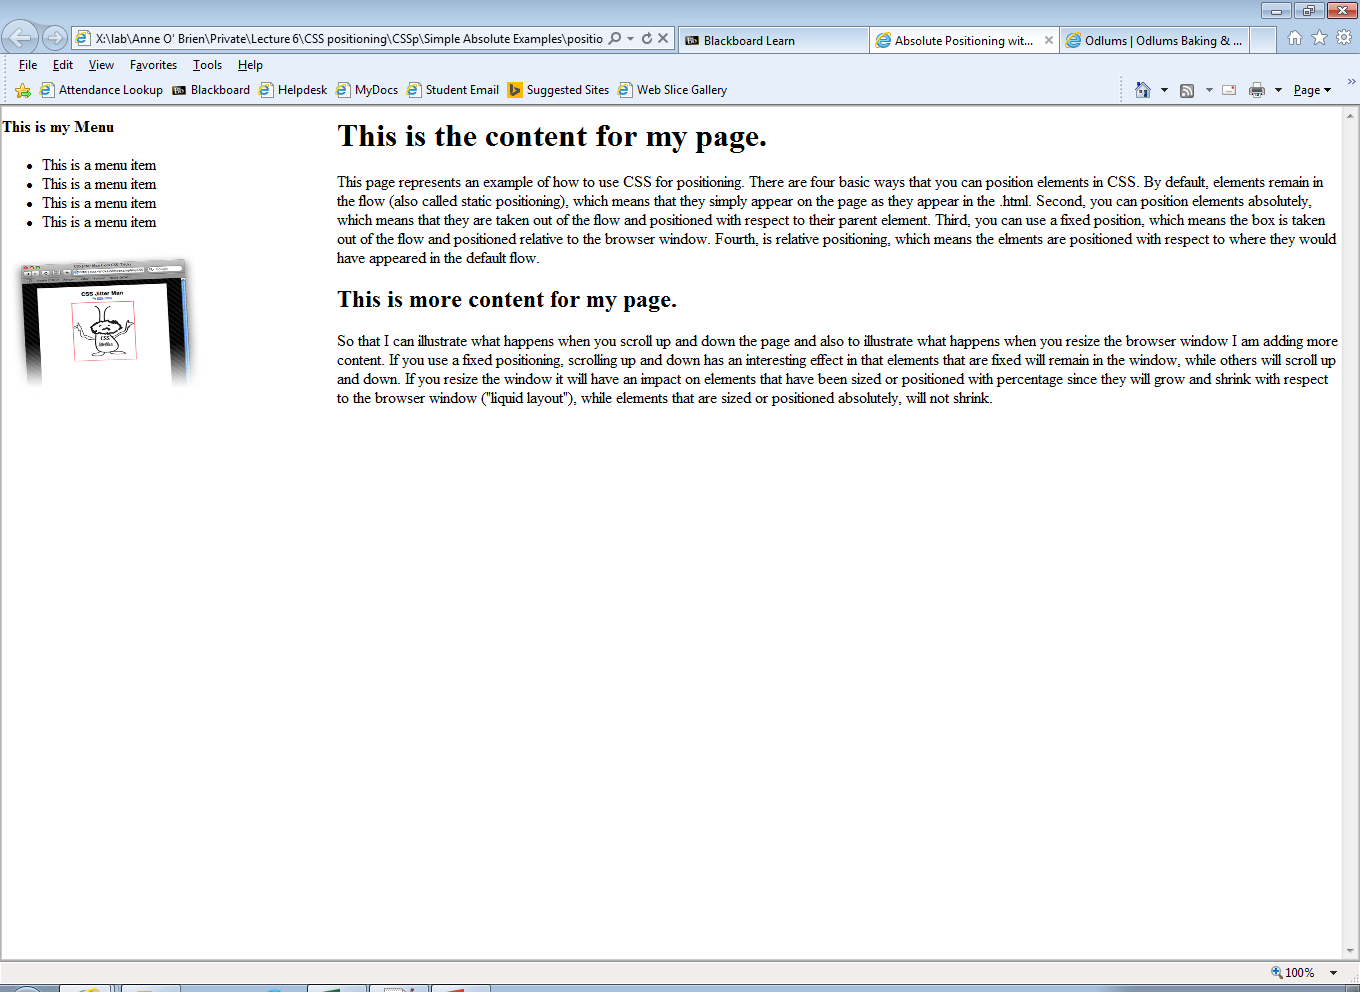 X:\lab\Anne O' Brien\Private\Lecture 6\CSS positioning\CSSp\Simple Absolute Examples\positio
Blackboard Learn
Absolute Positioning wit...
Odlums | Odlums Baking & ...
File Edit View Favorites Tools Help
Attendance Lookup Bb Blackboard Helpdesk MyDocs Student Email Suggested Sites Web Slice Gallery
Page
This is my Menu
This is a menu item
This is a menu item
This is a menu item
This is a menu item
CSS Jitter Man
This is the content for my page.
This page represents an example of how to use CSS for positioning. There are four basic ways that you can position elements in CSS. By default, elements remain in
the flow (also called static positioning), which means that they simply appear on the page as they appear in the .html. Second, you can position elements absolutely,
which means that they are taken out of the flow and positioned with respect to their parent element. Third, you can use a fixed position, which means the box is taken
out of the flow and positioned relative to the browser window. Fourth, is relative positioning, which means the elments are positioned with respect to where they would
have appeared in the default flow.
This is more content for my page.
So that I can illustrate what happens when you scroll up and down the page and also to illustrate what happens when you resize the browser window I am adding more
content. If you use a fixed positioning, scrolling up and down has an interesting effect in that elements that are fixed will remain in the window, while others will scroll up
and down. If you resize the window it will have an impact on elements that have been sized or positioned with percentage since they will grow and shrink with respect
to the browser window ("liquid layout"), while elements that are sized or positioned absolutely, will not shrink.
100%